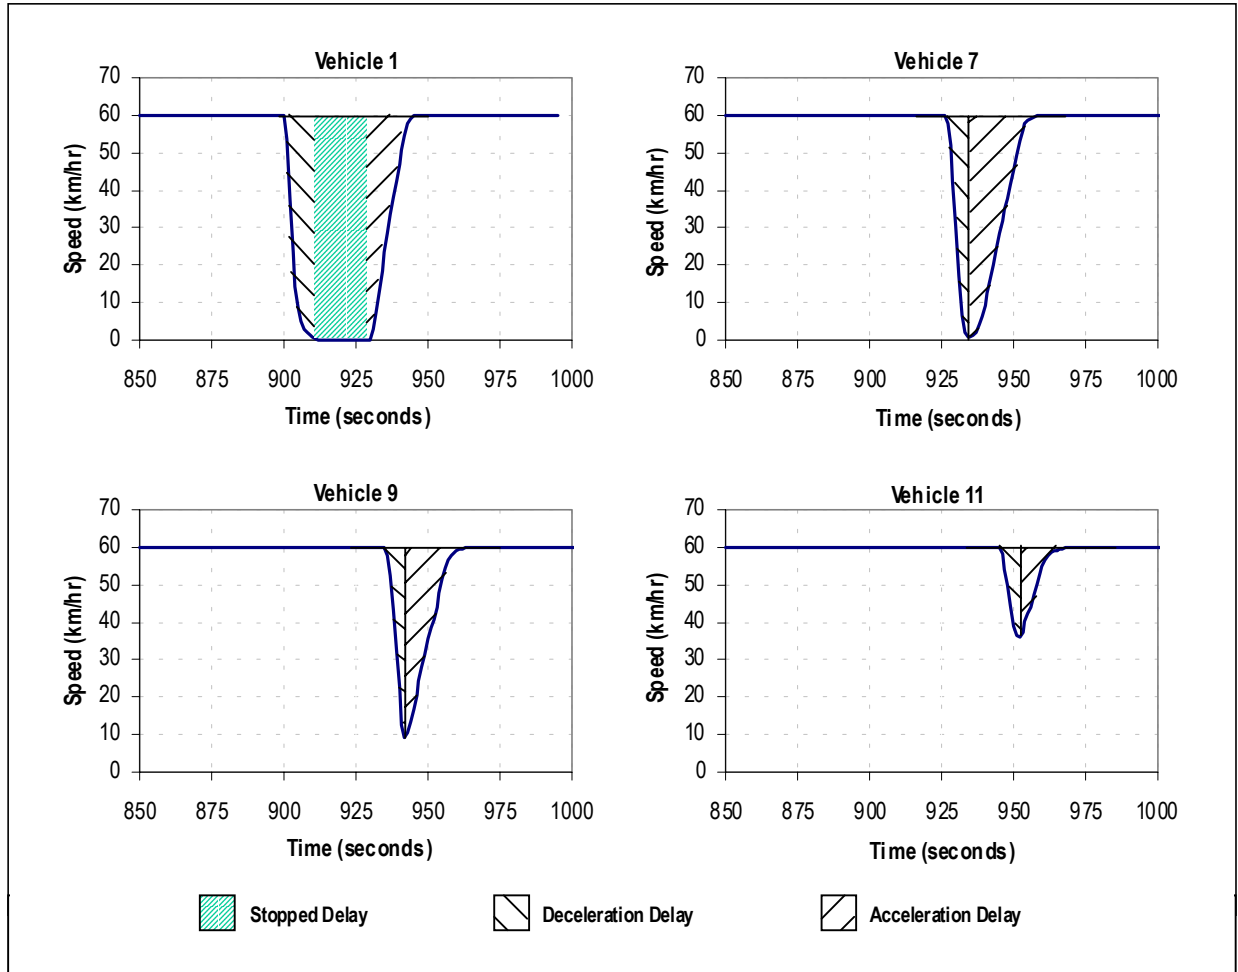 Vehicle 1
70
60
50
40
30
20
10
0
Speed (km/hr)
850 875 900 925 950 975 1000
Time (seconds)
Vehicle 7
70
60
50
40
30
20
10
0
Speed (km/hr)
850 875 900 925 950 975 1000
Time (seconds)
Vehicle 9
70
60
50
40
30
20
10
0
Speed (km/hr)
850 875 900 925 950 975 1000
Time (seconds)
Vehicle 11
70
60
50
40
30
20
10
0
Speed (km/hr)
850 875 900 925 950 975 1000
Time (seconds)
Stopped Delay
Deceleration Delay
Acceleration Delay